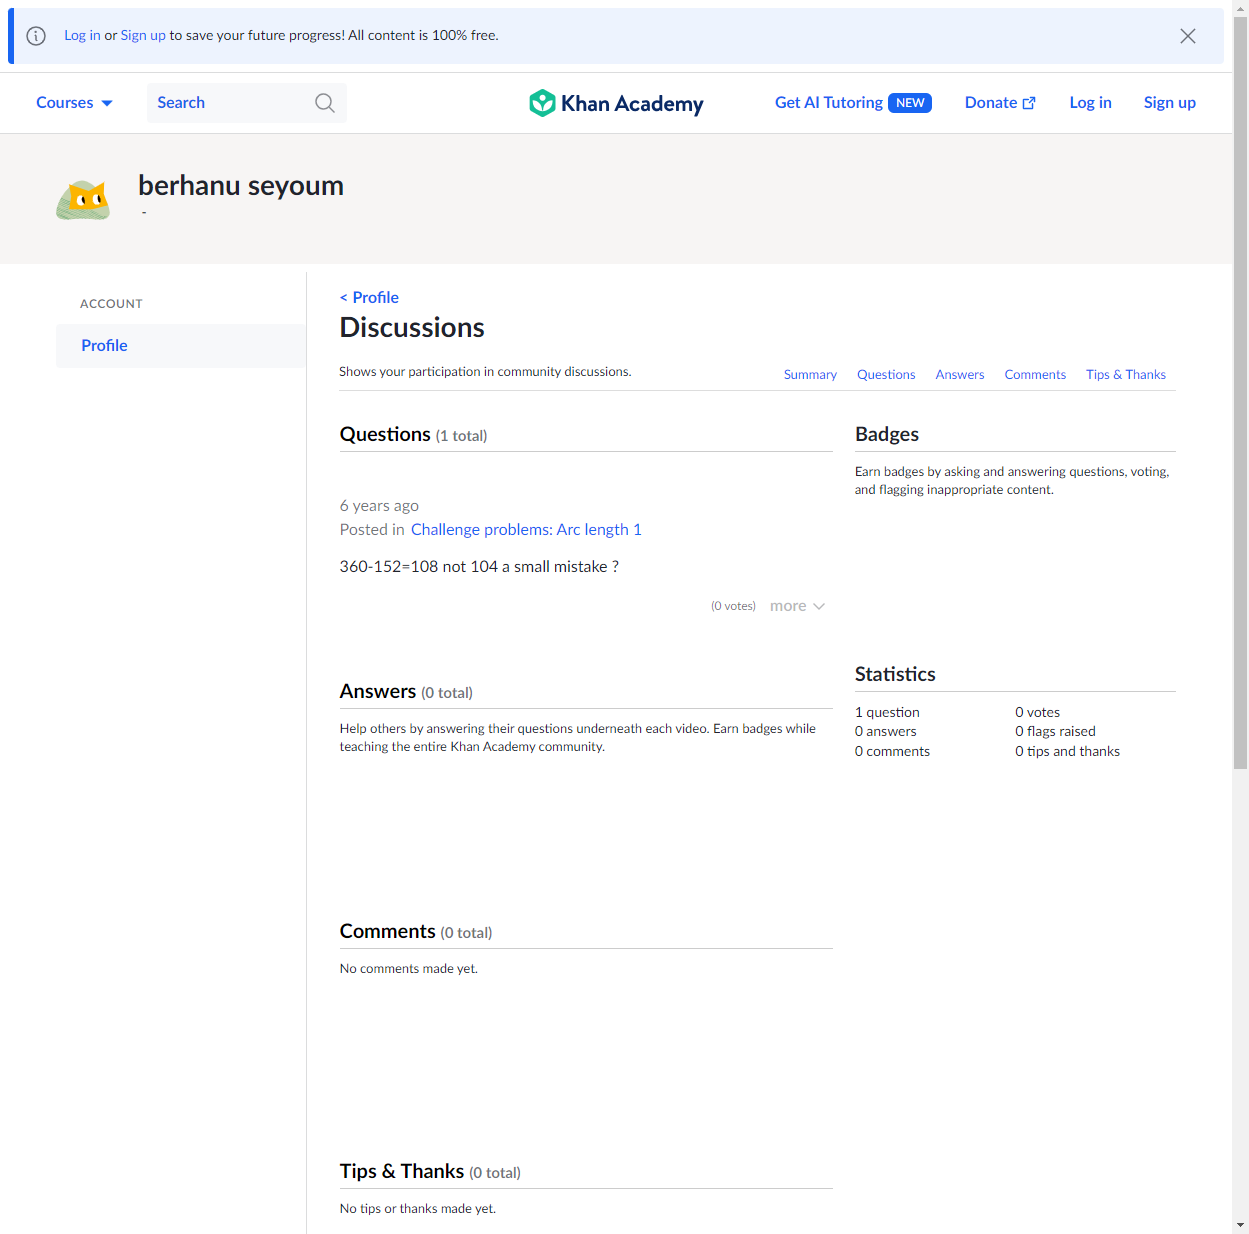 Log in or Sign up to save your future progress! All content is 100% free.
Courses
Search
Khan Academy
Get AI Tutoring NEW
Donate
Log in
Sign up
berhanu seyoum
-
ACCOUNT
Profile
< Profile
Discussions
Shows your participation in community discussions.
Summary Questions Answers Comments Tips & Thanks
Questions (1 total)
6 years ago
Posted in Challenge problems: Arc length 1
360-152=108 not 104 a small mistake ?
(0 votes) more
Badges
Earn badges by asking and answering questions, voting,
and flagging inappropriate content.
Answers (0 total)
Help others by answering their questions underneath each video. Earn badges while
teaching the entire Khan Academy community.
Statistics
1 question 0 votes
0 answers 0 flags raised
0 comments 0 tips and thanks
Comments (0 total)
No comments made yet.
Tips & Thanks (0 total)
No tips or thanks made yet.